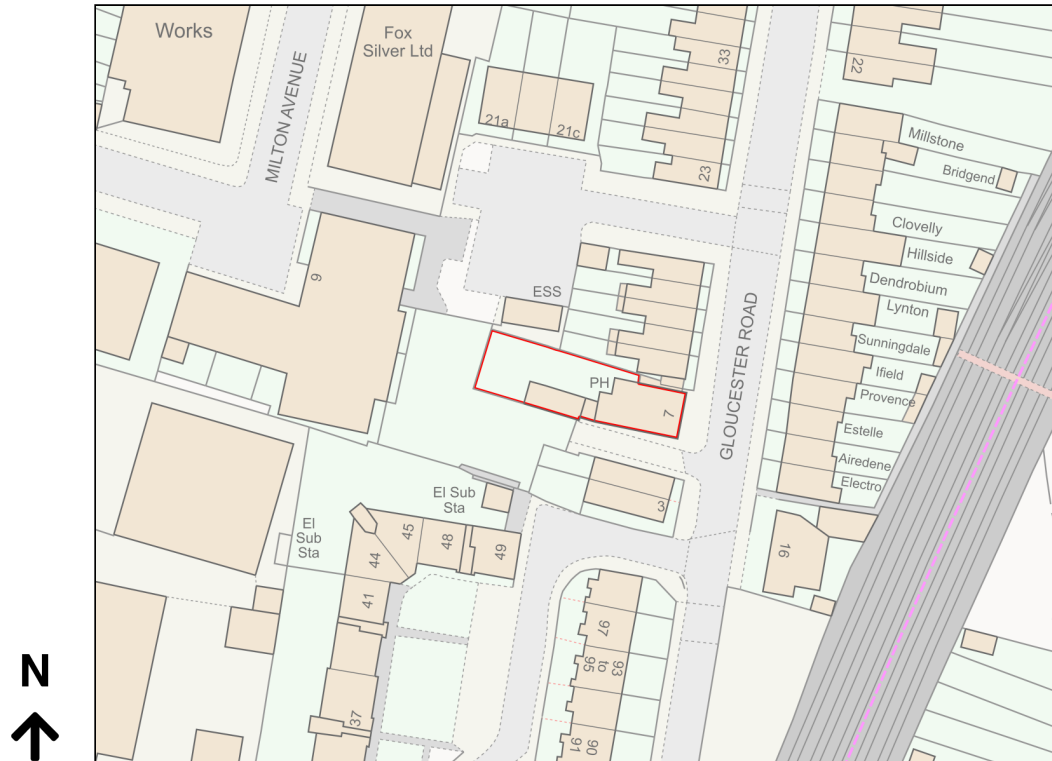 Works
MILTON AVENUE
Fox
Silver Ltd
21a
21c
33
23
22
Millstone
Bridgend
Clovelly
Hillside
Dendrobium
Lynton
Sunningdale
Ifield
Provence
Estelle
Airedene
Electro
9
ESS
PH
7
GLOUCESTER ROAD
3
El Sub
Sta
El
Sub
Sta
45
44
48
49
41
37
16
97
to
95
93
91
90
N